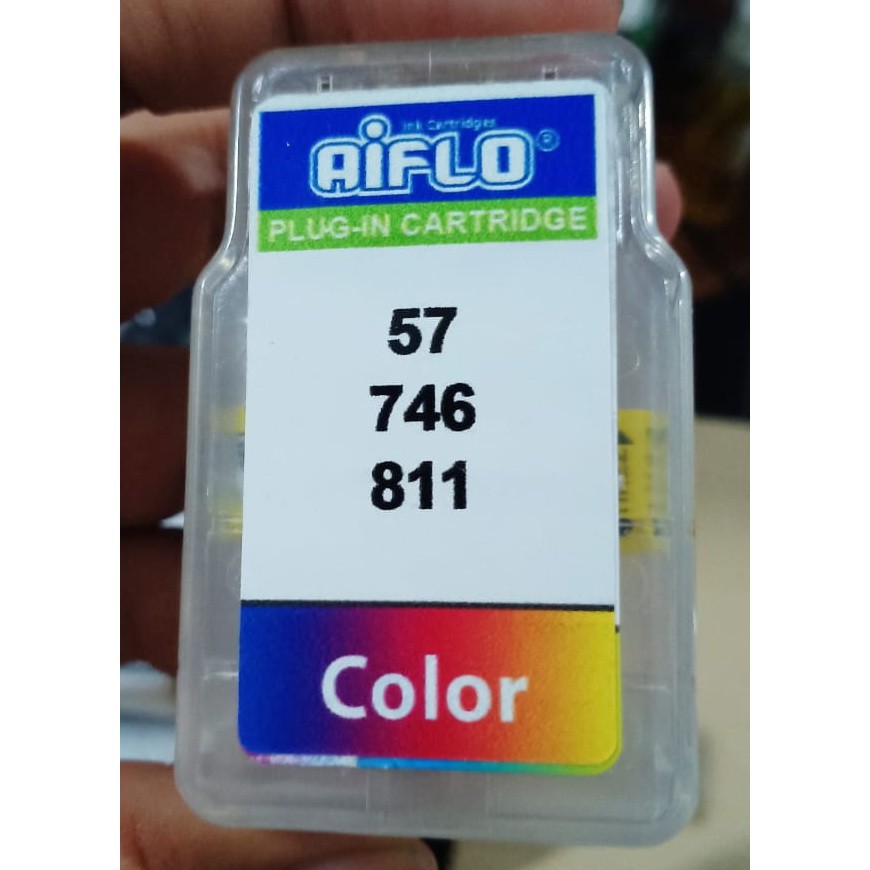 Ink Cartridges
AiFLO®
PLUG-IN CARTRIDGE
57
746
811
Color